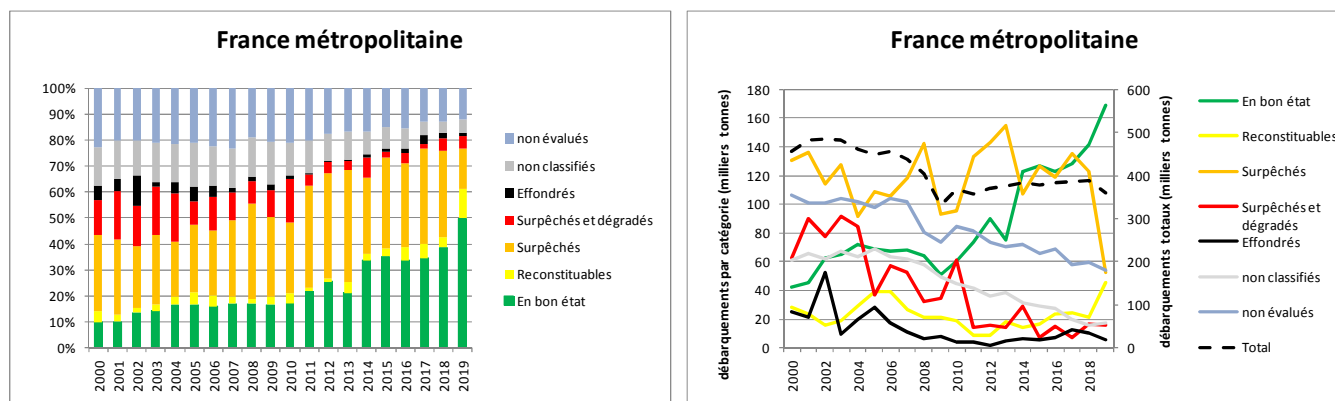 France métropolitaine
100%
90%
80%
70%
60%
50%
40%
30%
20%
10%
0%
2000
2001
2002
2003
2004
2005
2006
2007
2008
2009
2010
2011
2012
2013
2014
2015
2016
2017
2018
2019
non évalués
non classifiés
Effondrés
Surpêchés et dégradés
Surpêchés
Reconstituables
En bon état
France métropolitaine
débarquements par catégorie (milliers tonnes)
180
160
140
120
100
80
60
40
20
0
2000
2002
2004
2006
2008
2010
2012
2014
2016
2018
600
500
400
300
200
100
0
débarquements totaux (milliers tonnes)
En bon état
Reconstituables
Surpêchés
Surpêchés et
dégradés
Effondrés
non classifiés
non évalués
Total